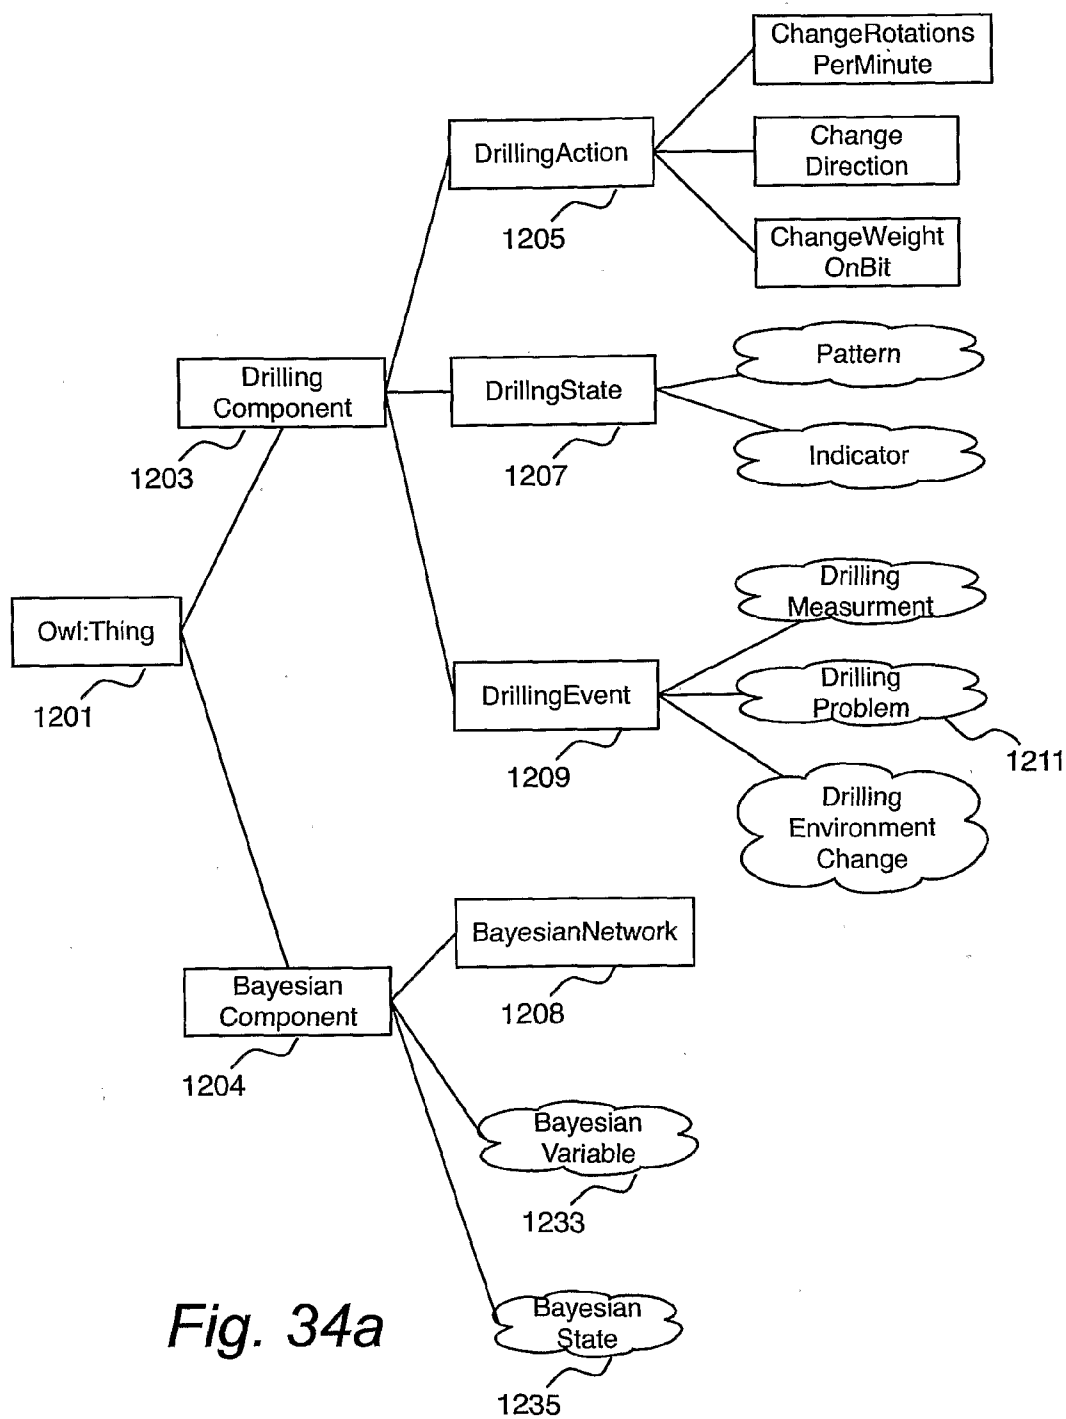 ChangeRotations
PerMinute
DrillingAction
Change
Direction
1205
ChangeWeight
OnBit
Pattern
Drilling
Component
DrillngState
Indicator
1203
1207
Drilling
Measurment
Owl:Thing
1201
DrillingEvent
Drilling
Problem
1209
1211
Drilling
Environment
Change
BayesianNetwork
1208
Bayesian
Component
1204
Bayesian
Variable
1233
Bayesian
State
1235
Fig. 34a